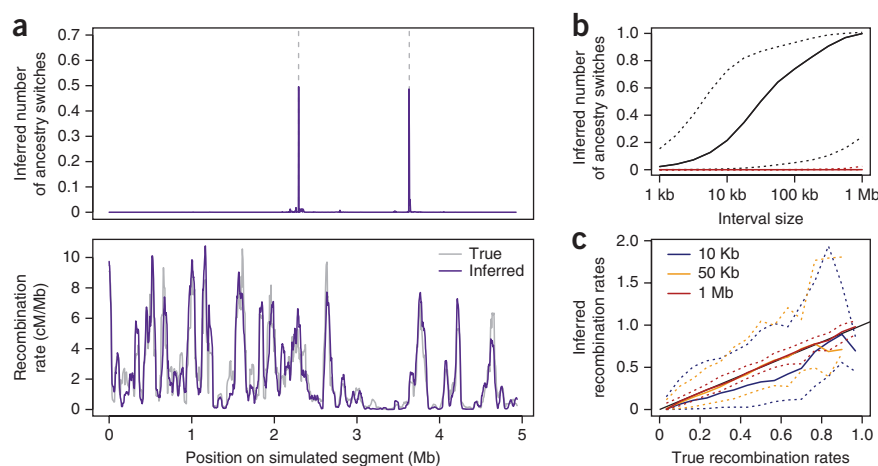 a
Inferred number
of ancestry switches
0.7
0.6
0.5
0.4
0.3
0.2
0.1
0
Recombination
rate (cM/Mb)
10
8
6
4
2
0
True
Inferred
0
1
2
3
4
5
Position on simulated segment (Mb)
b
Inferred number
of ancestry switches
1.0
0.8
0.6
0.4
0.2
0
1 kb
10 kb
100 kb
1 Mb
Interval size
c
Inferred
recombination rates
2.0
1.5
1.0
0.5
0
10 Kb
50 Kb
1 Mb
0
0.2
0.4
0.6
0.8
1.0
True recombination rates